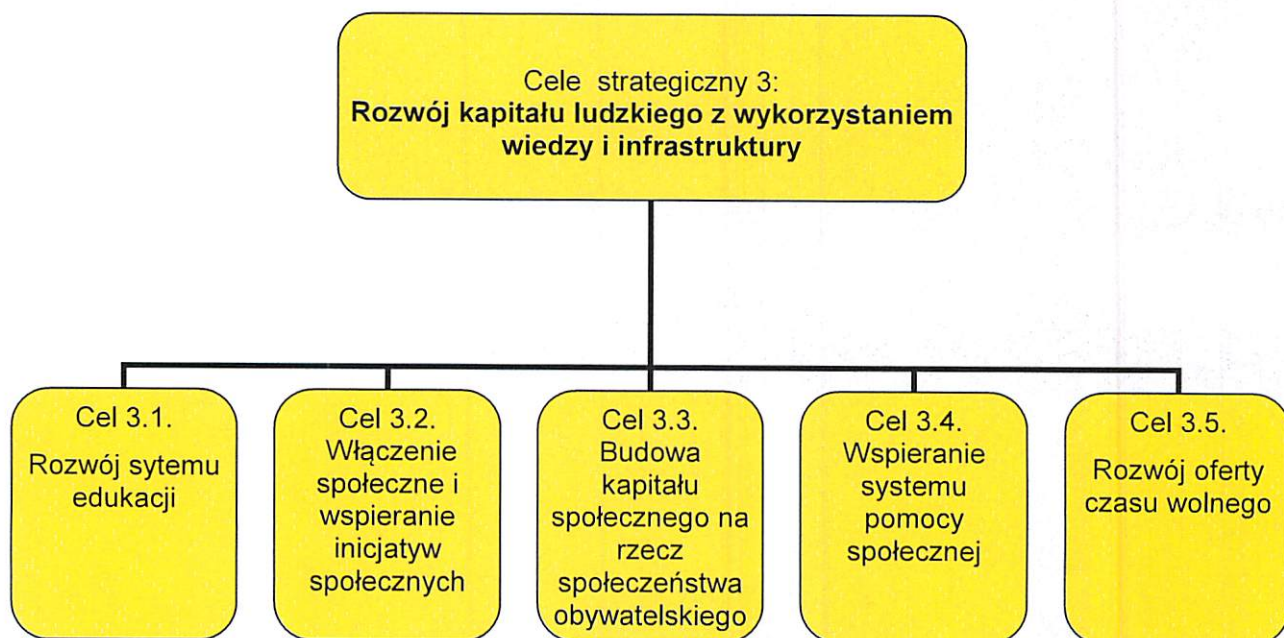 Cele strategiczny 3:
Rozwój kapitału ludzkiego z wykorzystaniem
wiedzy i infrastruktury
Cel 3.1.
Rozwój sytemu
edukacji
Cel 3.2.
Włączenie
społeczne i
wspieranie
inicjatyw
społecznych
Cel 3.3.
Budowa
kapitału
społecznego na
rzecz
społeczeństwa
obywatelskiego
Cel 3.4.
Wspieranie
systemu
pomocy
społecznej
Cel 3.5.
Rozwój oferty
czasu wolnego